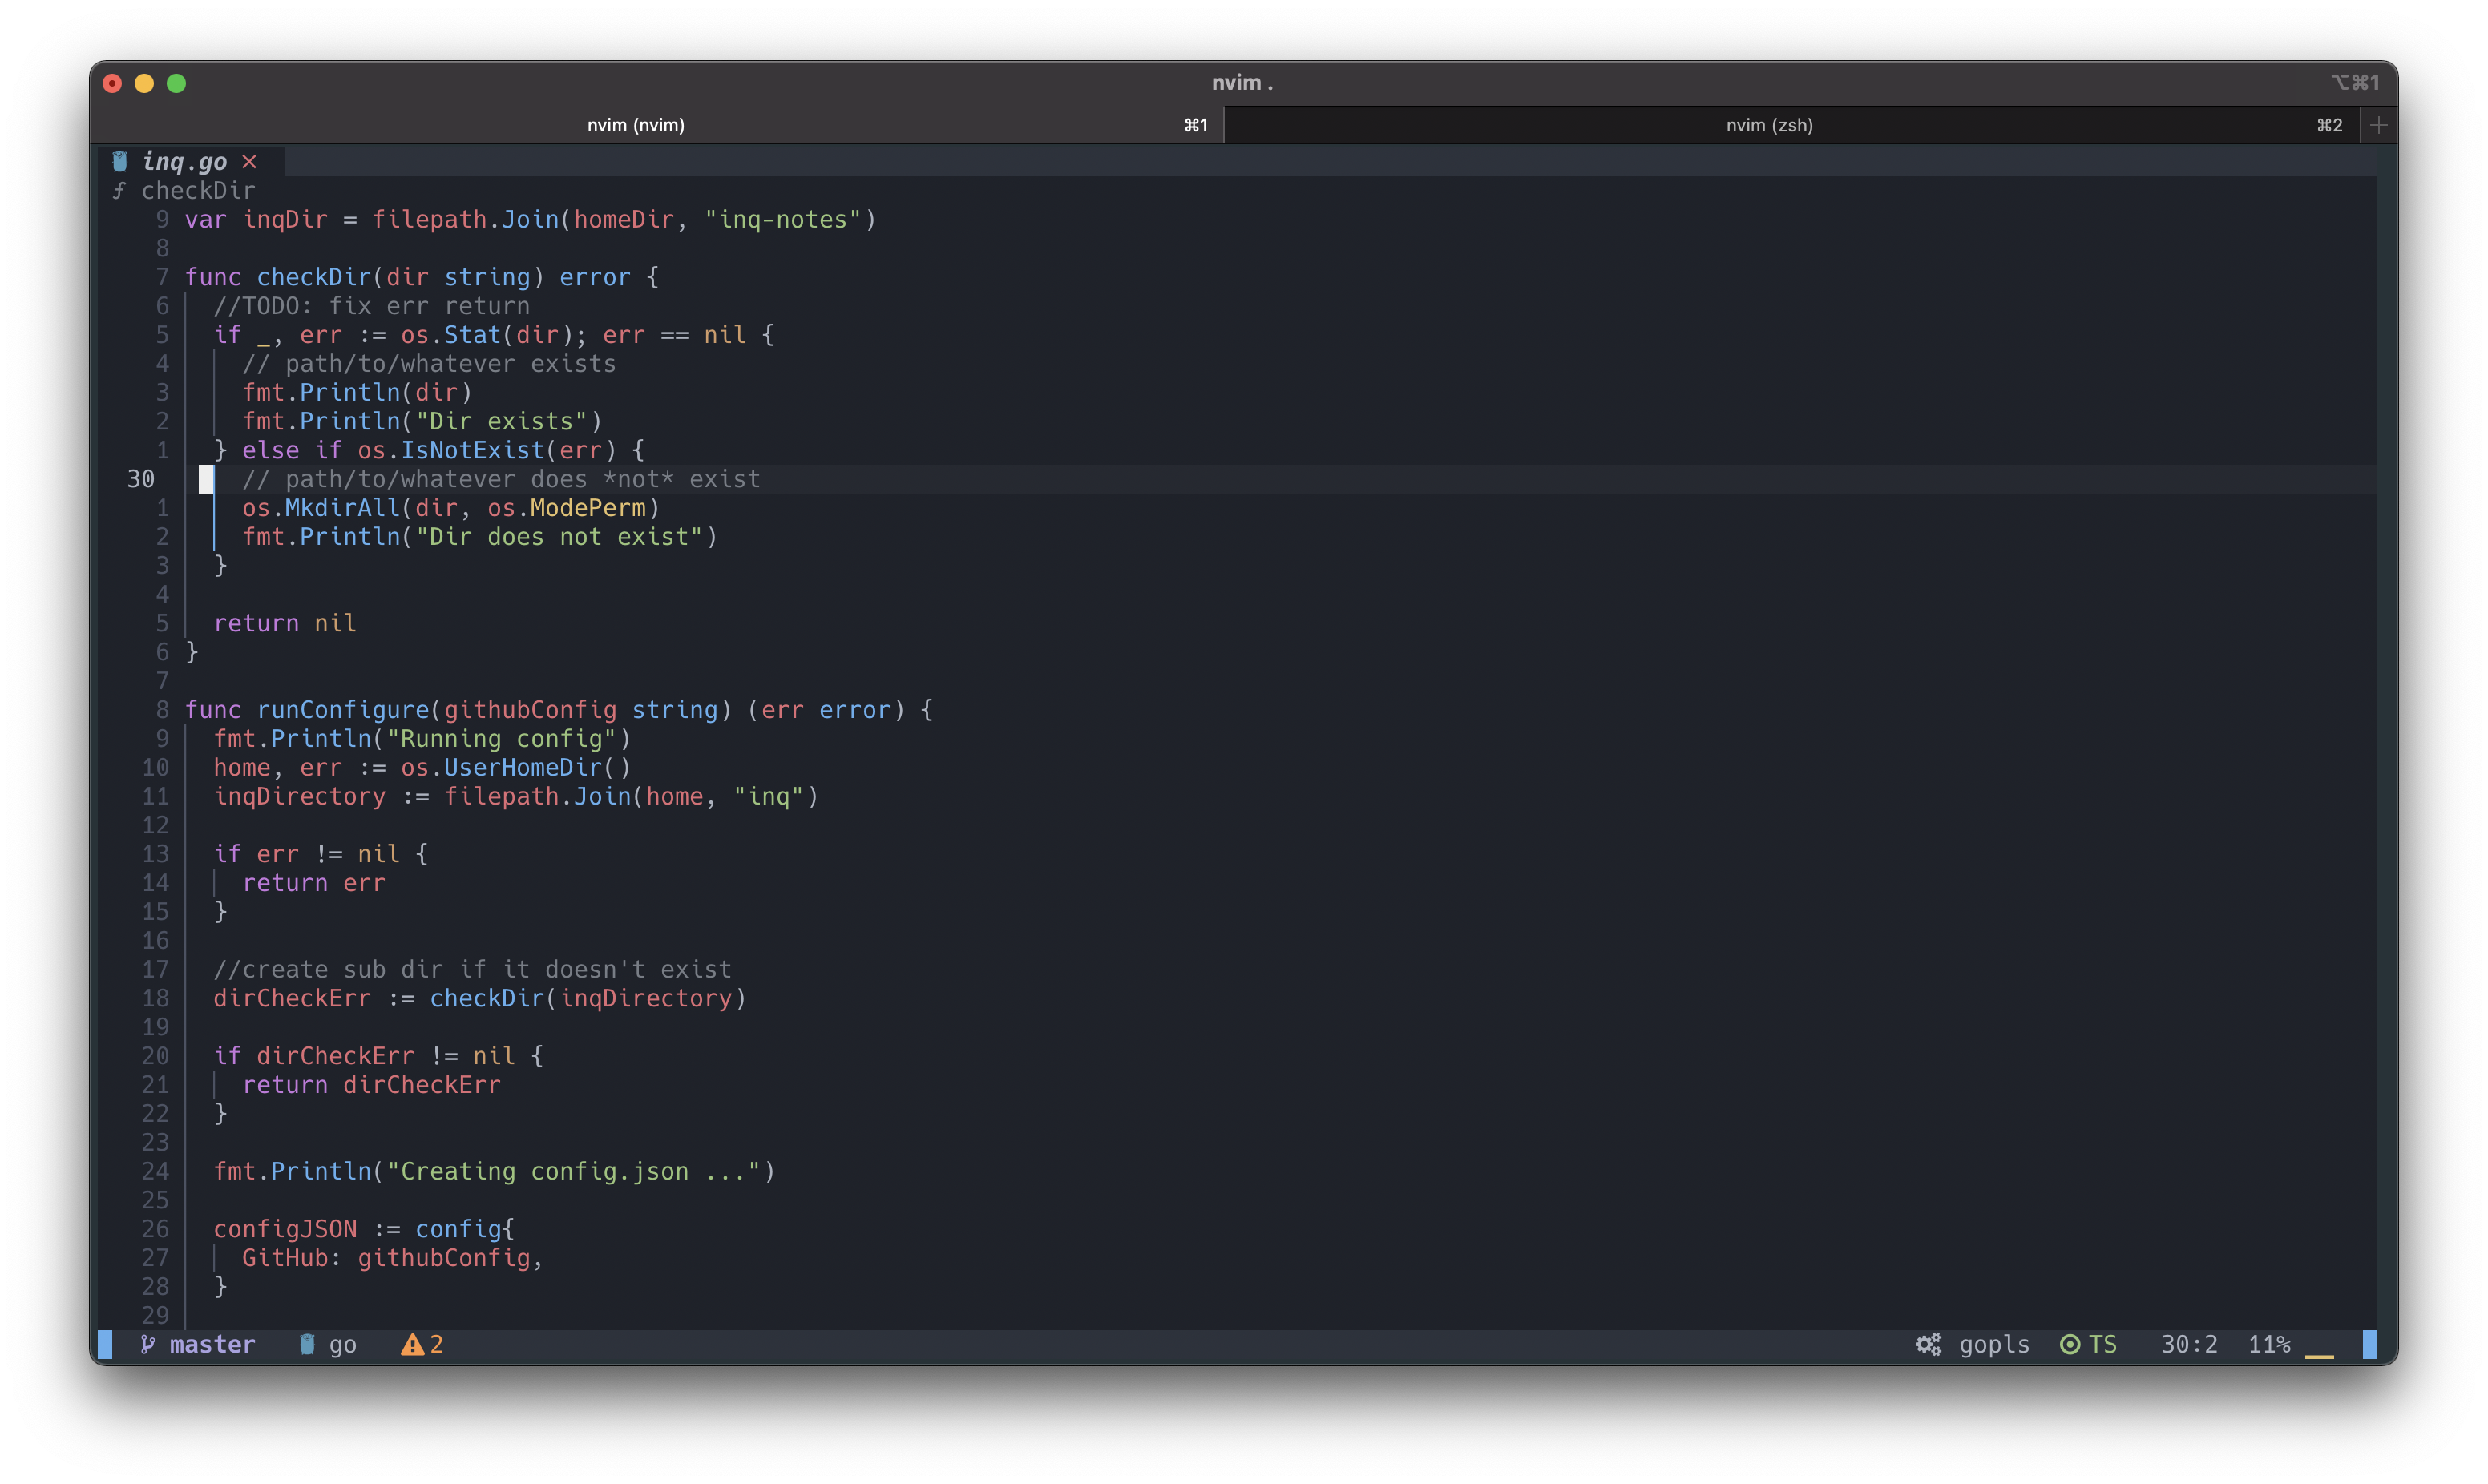 nvim .
⌥⌘1
nvim (nvim) ⌘1 nvim (zsh) ⌘2 +
inq.go ×
ƒ checkDir
9 var inqDir = filepath.Join(homeDir, "inq-notes")
8
7 func checkDir(dir string) error {
6   //TODO: fix err return
5   if _, err := os.Stat(dir); err == nil {
4     // path/to/whatever exists
3     fmt.Println(dir)
2     fmt.Println("Dir exists")
1   } else if os.IsNotExist(err) {
30     // path/to/whatever does *not* exist
1     os.MkdirAll(dir, os.ModePerm)
2     fmt.Println("Dir does not exist")
3   }
4
5   return nil
6 }
7
8 func runConfigure(githubConfig string) (err error) {
9   fmt.Println("Running config")
10   home, err := os.UserHomeDir()
11   inqDirectory := filepath.Join(home, "inq")
12
13   if err != nil {
14     return err
15   }
16
17   //create sub dir if it doesn't exist
18   dirCheckErr := checkDir(inqDirectory)
19
20   if dirCheckErr != nil {
21     return dirCheckErr
22   }
23
24   fmt.Println("Creating config.json ...")
25
26   configJSON := config{
27     GitHub: githubConfig,
28   }
29
master go 2 gopls TS 30:2 11%